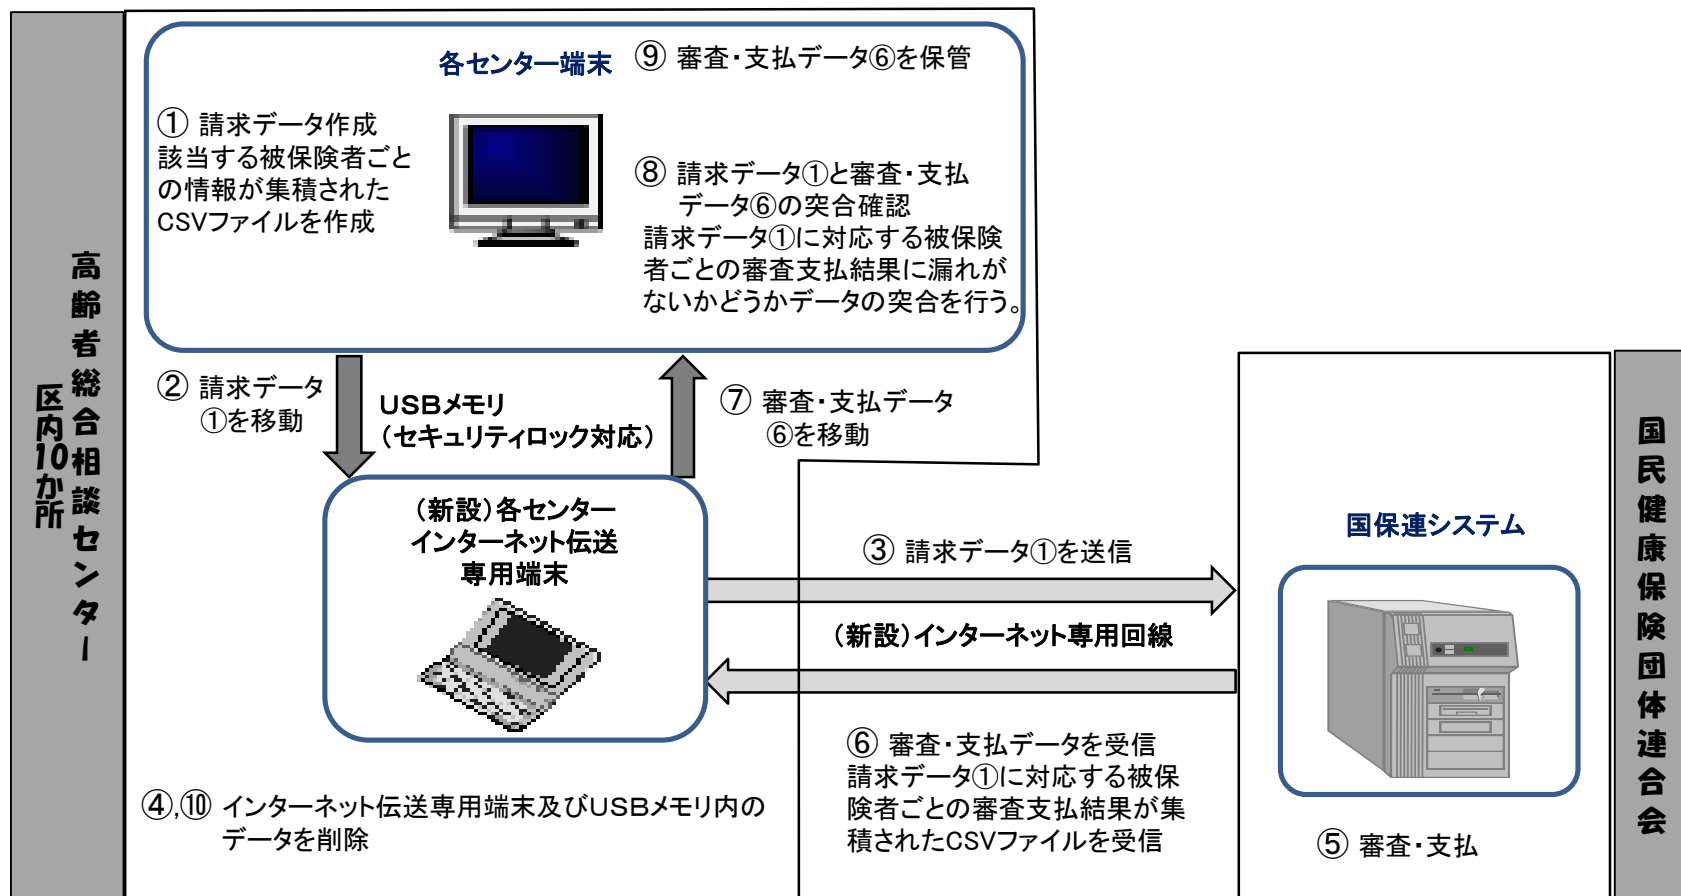 高齢者総合相談センター
区内10か所
各センター端末
⑨ 審査・支払データ⑥を保管
① 請求データ作成
該当する被保険者ごと
の情報が集積された
CSVファイルを作成
⑧ 請求データ①と審査・支払
データ⑥の突合確認
請求データ①に対応する被保険
者ごとの審査支払結果に漏れが
ないかどうかデータの突合を行う。
② 請求データ
①を移動
USBメモリ
（セキュリティロック対応）
⑦ 審査・支払データ
⑥を移動
（新設）各センター
インターネット伝送
専用端末
③ 請求データ①を送信
（新設）インターネット専用回線
⑥ 審査・支払データを受信
請求データ①に対応する被保
険者ごとの審査支払結果が集
積されたCSVファイルを受信
④,⑩ インターネット伝送専用端末及びUSBメモリ内の
データを削除
国保連システム
⑤ 審査・支払
国民健康保険団体連合会